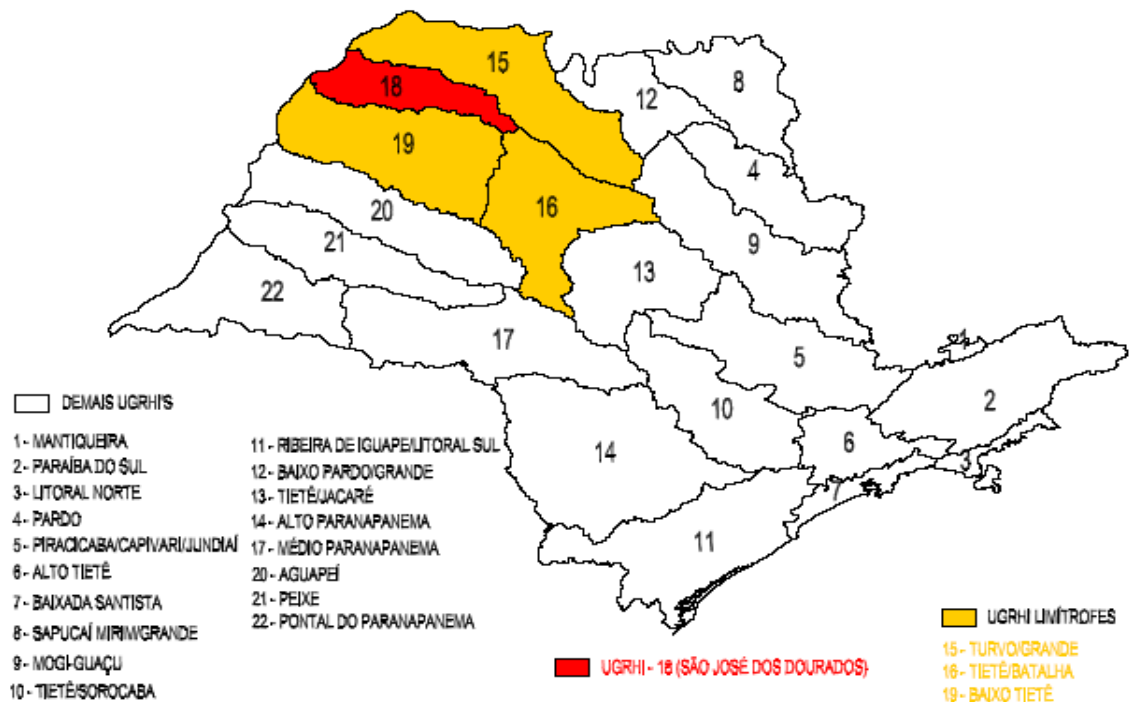 15
18
8
12
19
4
16
20
9
21
13
22
17
5
1
2
10
6
14
3
7
11
DEMAIS UGRHI'S
1 - MANTIQUEIRA
2 - PARAÍBA DO SUL
3 - LITORAL NORTE
4 - PARDO
5 - PIRACICABA/CAPIVARI/JUNDIAÍ
6 - ALTO TIETÊ
7 - BAIXADA SANTISTA
8 - SAPUCAÍ MIRIM/GRANDE
9 - MOGI-GUAÇU
10 - TIETÊ/SOROCABA
11 - RIBEIRA DE IGUAPE/LITORAL SUL
12 - BAIXO PARDO/GRANDE
13 - TIETÊ/JACARÉ
14 - ALTO PARANAPANEMA
17 - MÉDIO PARANAPANEMA
20 - AGUAPEÍ
21 - PEIXE
22 - PONTAL DO PARANAPANEMA
UGRHI - 18 (SÃO JOSÉ DOS DOURADOS)
UGRHI LIMÍTROFES
15 - TURVO/GRANDE
16 - TIETÊ/BATALHA
19 - BAIXO TIETÊ